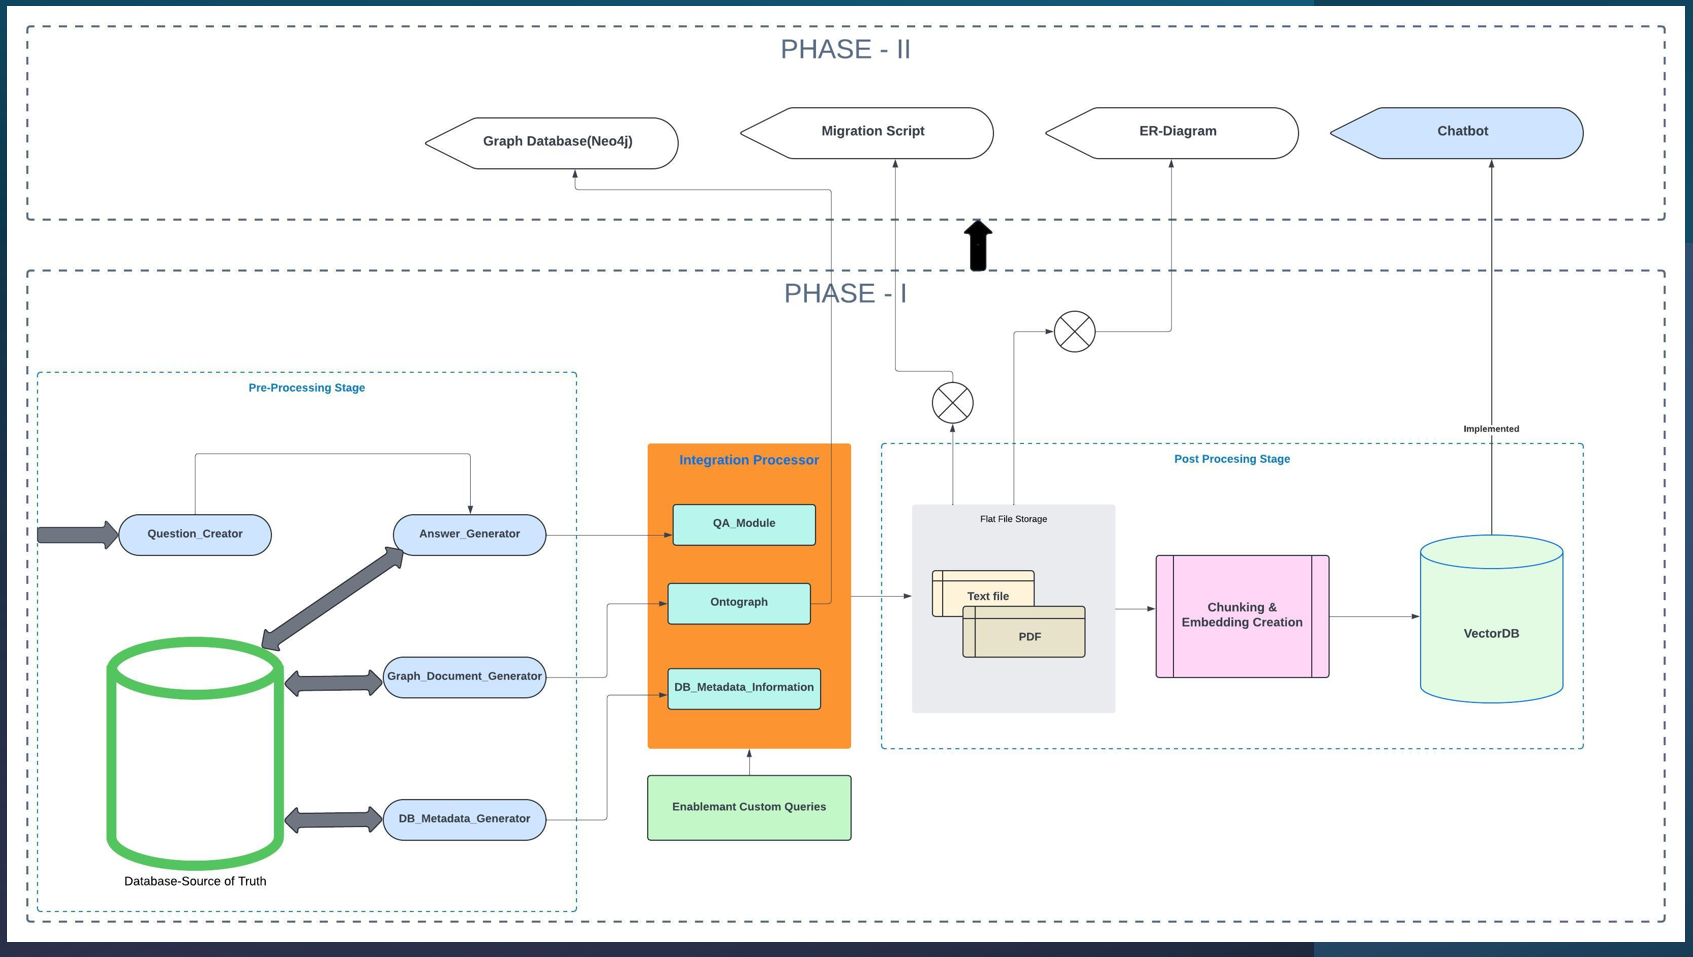 PHASE - II
Graph Database(Neo4j)
Migration Script
ER-Diagram
Chatbot
PHASE - I
Pre-Processing Stage
Question_Creator
Answer_Generator
Graph_Document_Generator
DB_Metadata_Generator
Database-Source of Truth
Integration Processor
QA_Module
Ontograph
DB_Metadata_Information
Enablemant Custom Queries
Implemented
Post Procesing Stage
Flat File Storage
Text file
PDF
Chunking &
Embedding Creation
VectorDB